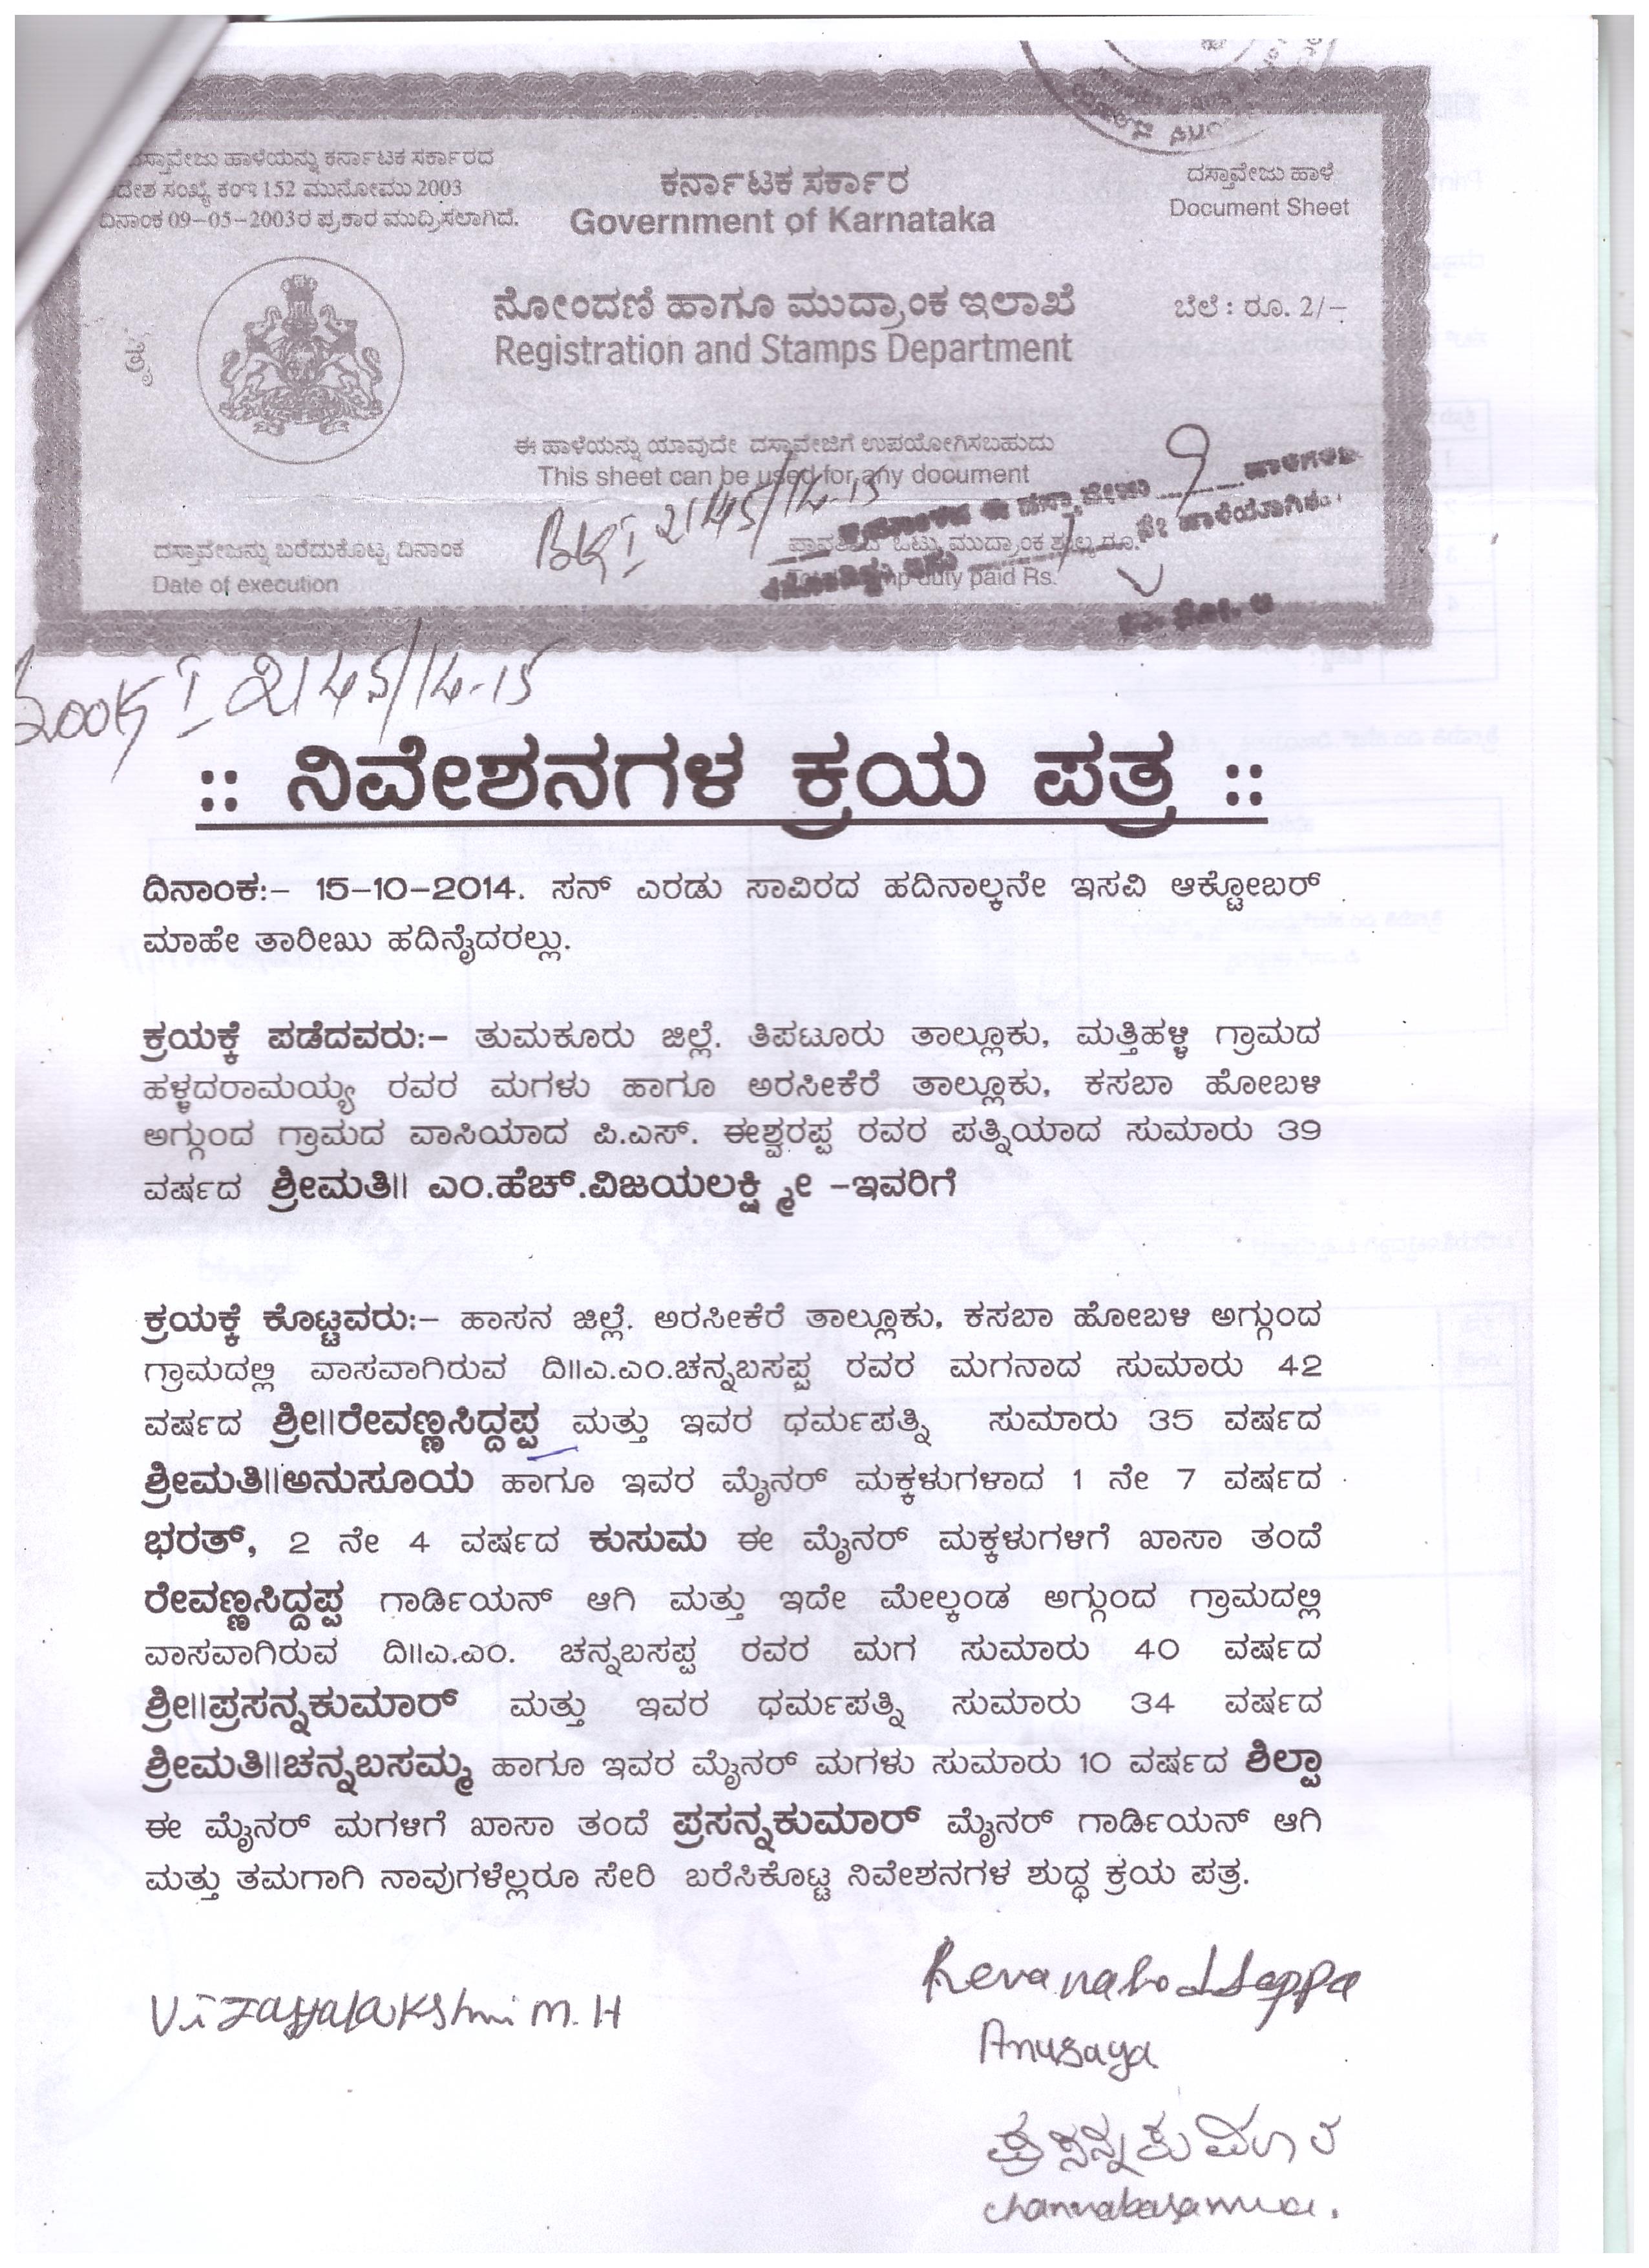 ದಸ್ತಾವೇಜು ಹಾಳೆಯನ್ನು ಕರ್ನಾಟಕ ಸರ್ಕಾರದ
ಸಂಖ್ಯೆ ಕಂಇ 152 ಮುನೋಮು 2003
ದಿನಾಂಕ 09-05-2003ರ ಪ್ರಕಾರ ಮುದ್ರಿಸಲಾಗಿದೆ.
ಕರ್ನಾಟಕ ಸರ್ಕಾರ
Government of Karnataka
ದಸ್ತಾವೇಜು ಹಾಳೆ
Document Sheet
ನೋಂದಣಿ ಹಾಗೂ ಮುದ್ರಾಂಕ ಇಲಾಖೆ
Registration and Stamps Department
ಬೆಲೆ : ರೂ. 2/-
ಈ ಹಾಳೆಯನ್ನು ಯಾವುದೇ ದಸ್ತಾವೇಜಿಗೆ ಉಪಯೋಗಿಸಬಹುದು
This sheet can be used for any document
BK I 2145/14-15
ದಸ್ತಾವೇಜನ್ನು ಬರೆದುಕೊಟ್ಟ ದಿನಾಂಕ
Date of execution
ಒಟ್ಟು ಮುದ್ರಾಂಕ ಶುಲ್ಕ ರೂ.
duty paid Rs.
Book I 2145/14-15
:: ನಿವೇಶನಗಳ ಕ್ರಯ ಪತ್ರ ::
ದಿನಾಂಕ:- 15-10-2014. ಸನ್ ಎರಡು ಸಾವಿರದ ಹದಿನಾಲ್ಕನೇ ಇಸವಿ ಆಕ್ಟೋಬರ್
ಮಾಹೇ ತಾರೀಖು ಹದಿನೈದರಲ್ಲು.
ಕ್ರಯಕ್ಕೆ ಪಡೆದವರು:- ತುಮಕೂರು ಜಿಲ್ಲೆ. ತಿಪಟೂರು ತಾಲ್ಲೂಕು, ಮತ್ತಿಹಳ್ಳಿ ಗ್ರಾಮದ
ಹಳ್ಳದರಾಮಯ್ಯ ರವರ ಮಗಳು ಹಾಗೂ ಅರಸೀಕೆರೆ ತಾಲ್ಲೂಕು, ಕಸಬಾ ಹೋಬಳಿ
ಅಗ್ಗುಂದ ಗ್ರಾಮದ ವಾಸಿಯಾದ ಪಿ.ಎಸ್. ಈಶ್ವರಪ್ಪ ರವರ ಪತ್ನಿಯಾದ ಸುಮಾರು 39
ವರ್ಷದ ಶ್ರೀಮತಿ॥ ಎಂ.ಹೆಚ್.ವಿಜಯಲಕ್ಷ್ಮೀ -ಇವರಿಗೆ
ಕ್ರಯಕ್ಕೆ ಕೊಟ್ಟವರು:- ಹಾಸನ ಜಿಲ್ಲೆ. ಅರಸೀಕೆರೆ ತಾಲ್ಲೂಕು, ಕಸಬಾ ಹೋಬಳಿ ಅಗ್ಗುಂದ
ಗ್ರಾಮದಲ್ಲಿ ವಾಸವಾಗಿರುವ ದಿ॥ಎ.ಎಂ.ಚನ್ನಬಸಪ್ಪ ರವರ ಮಗನಾದ ಸುಮಾರು 42
ವರ್ಷದ ಶ್ರೀ॥ರೇವಣ್ಣಸಿದ್ದಪ್ಪ ಮತ್ತು ಇವರ ಧರ್ಮಪತ್ನಿ ಸುಮಾರು 35 ವರ್ಷದ
ಶ್ರೀಮತಿ॥ಅನುಸೂಯ ಹಾಗೂ ಇವರ ಮೈನರ್ ಮಕ್ಕಳುಗಳಾದ 1 ನೇ 7 ವರ್ಷದ
ಭರತ್, 2 ನೇ 4 ವರ್ಷದ ಕುಸುಮ ಈ ಮೈನರ್ ಮಕ್ಕಳುಗಳಿಗೆ ಖಾಸಾ ತಂದೆ
ರೇವಣ್ಣಸಿದ್ದಪ್ಪ ಗಾರ್ಡಿಯನ್ ಆಗಿ ಮತ್ತು ಇದೇ ಮೇಲ್ಕಂಡ ಅಗ್ಗುಂದ ಗ್ರಾಮದಲ್ಲಿ
ವಾಸವಾಗಿರುವ ದಿ॥ಎ.ಎಂ. ಚನ್ನಬಸಪ್ಪ ರವರ ಮಗ ಸುಮಾರು 40 ವರ್ಷದ
ಶ್ರೀ॥ಪ್ರಸನ್ನಕುಮಾರ್ ಮತ್ತು ಇವರ ಧರ್ಮಪತ್ನಿ ಸುಮಾರು 34 ವರ್ಷದ
ಶ್ರೀಮತಿ॥ಚನ್ನಬಸಮ್ಮ ಹಾಗೂ ಇವರ ಮೈನರ್ ಮಗಳು ಸುಮಾರು 10 ವರ್ಷದ ಶಿಲ್ಪಾ
ಈ ಮೈನರ್ ಮಗಳಿಗೆ ಖಾಸಾ ತಂದೆ ಪ್ರಸನ್ನಕುಮಾರ್ ಮೈನರ್ ಗಾರ್ಡಿಯನ್ ಆಗಿ
ಮತ್ತು ತಮಗಾಗಿ ನಾವುಗಳೆಲ್ಲರೂ ಸೇರಿ ಬರೆಸಿಕೊಟ್ಟ ನಿವೇಶನಗಳ ಶುದ್ಧ ಕ್ರಯ ಪತ್ರ.
Vijayalakshmi M.H
Anusaya
ಪ್ರಸನ್ನಕುಮಾರ
Channabasamma.